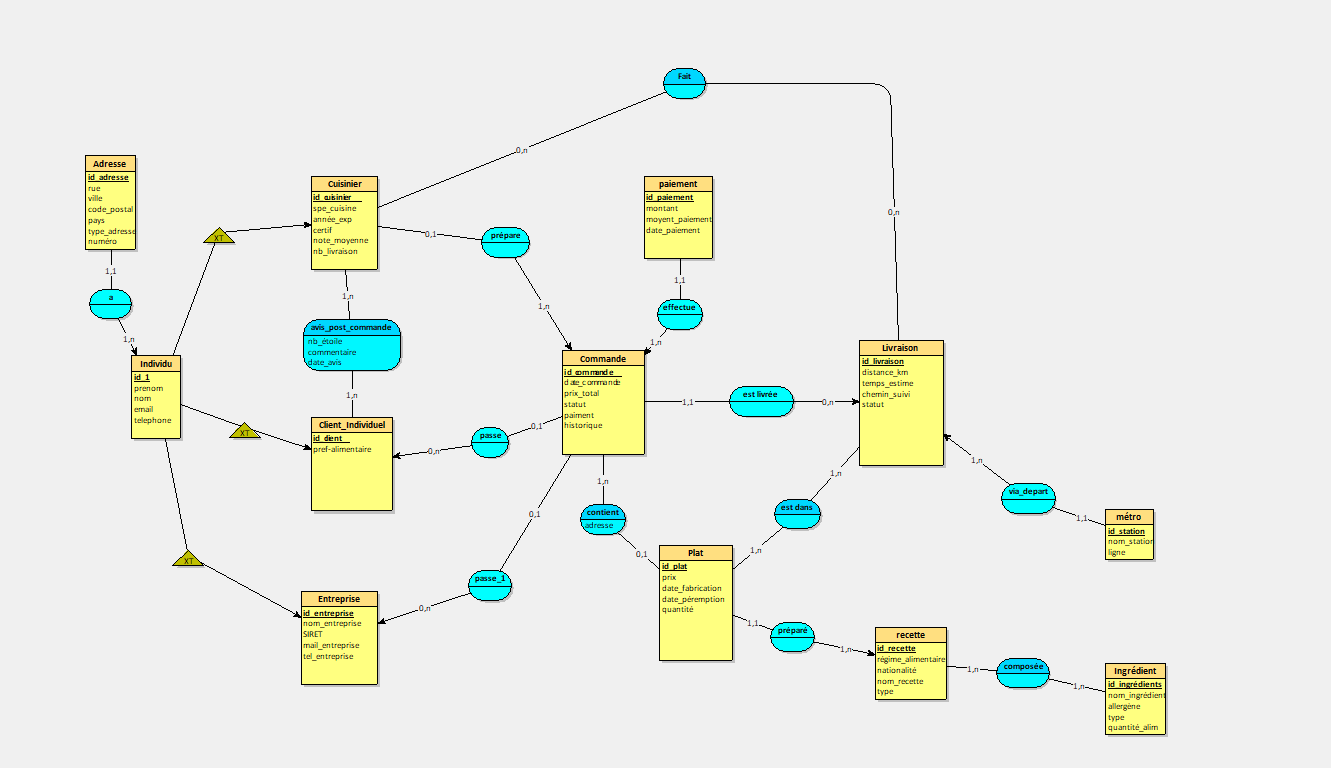 Fait
0,n
0,n
Adresse
id_adresse
rue
ville
code_postal
pays
type_adresse
numéro
1,1
a
1,n
Individu
id_1
prenom
nom
email
telephone
XT
XT
XT
Cuisinier
id_cuisinier
spe_cuisine
année_exp
certif
note_moyenne
nb_livraison
0,1
prépare
1,n
1,n
avis_post_commande
nb_étoile
commentaire
date_avis
1,n
Client_Individuel
id_client
pref-alimentaire
0,n
passe
0,1
paiement
id_paiement
montant
moyent_paiement
date_paiement
1,1
effectue
1,n
Commande
id_commande
date_commande
prix_total
statut
paiment
historique
1,1
est livrée
0,n
Livraison
id_livraison
distance_km
temps_estime
chemin_suivi
statut
1,n
via_depart
1,1
métro
id_station
nom_station
ligne
1,n
est dans
1,n
1,n
contient
adresse
0,1
0,1
passe_1
0,n
Entreprise
id_entreprise
nom_entreprise
SIRET
mail_entreprise
tel_entreprise
Plat
id_plat
prix
date_fabrication
date_péremption
quantité
1,1
préparé
1,n
recette
id_recette
régime_alimentaire
nationalité
nom_recette
type
1,n
composée
1,n
Ingrédient
id_ingrédients
nom_ingrédient
allergène
type
quantité_alim